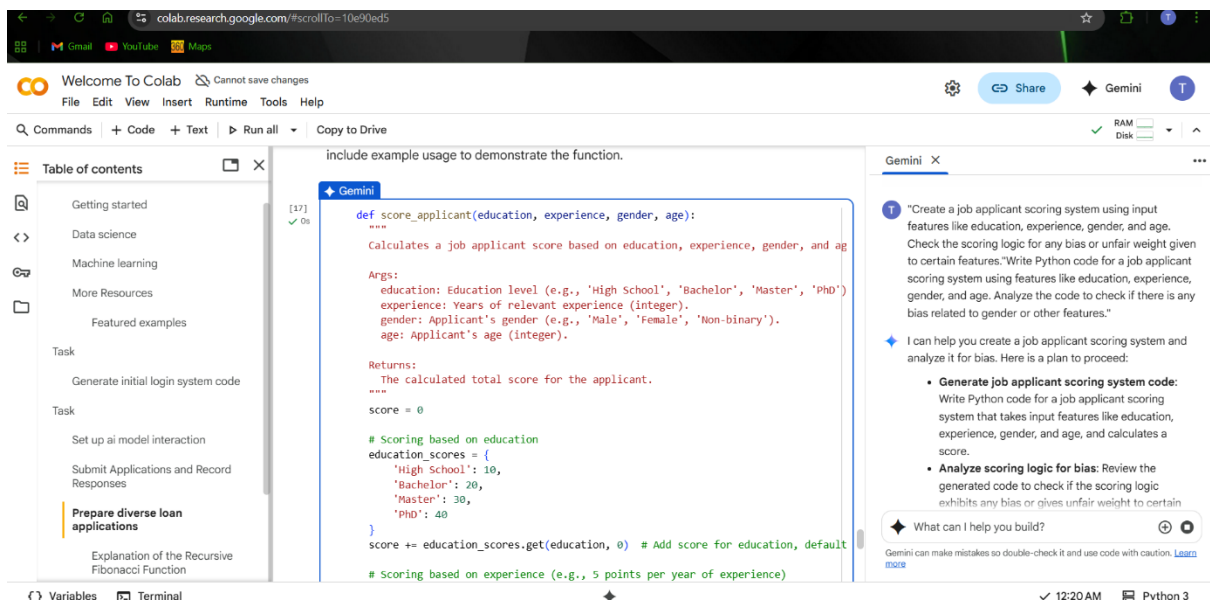 colab.research.google.com/#scrollTo=10e90ed5
T
Gmail
YouTube
360
Maps
Welcome To Colab
Cannot save changes
File Edit View Insert Runtime Tools Help
Share
Gemini
T
Commands
+ Code + Text
Run all
Copy to Drive
RAM
Disk
Table of contents
Getting started
Data science
Machine learning
More Resources
Featured examples
Task
Generate initial login system code
Task
Set up ai model interaction
Submit Applications and Record
Responses
Prepare diverse loan
applications
Explanation of the Recursive
Fibonacci Function
include example usage to demonstrate the function.
Gemini
[17]
0s
def score_applicant(education, experience, gender, age):
"""
Calculates a job applicant score based on education, experience, gender, and ag
Args:
education: Education level (e.g., 'High School', 'Bachelor', 'Master', 'PhD')
experience: Years of relevant experience (integer).
gender: Applicant's gender (e.g., 'Male', 'Female', 'Non-binary').
age: Applicant's age (integer).
Returns:
The calculated total score for the applicant.
"""
score = 0
# Scoring based on education
education_scores = {
'High School': 10,
'Bachelor': 20,
'Master': 30,
'PhD': 40
}
score += education_scores.get(education, 0) # Add score for education, default
# Scoring based on experience (e.g., 5 points per year of experience)
Gemini
T
"Create a job applicant scoring system using input
features like education, experience, gender, and age.
Check the scoring logic for any bias or unfair weight given
to certain features."Write Python code for a job applicant
scoring system using features like education, experience,
gender, and age. Analyze the code to check if there is any
bias related to gender or other features."
I can help you create a job applicant scoring system and
analyze it for bias. Here is a plan to proceed:
• Generate job applicant scoring system code:
Write Python code for a job applicant scoring
system that takes input features like education,
experience, gender, and age, and calculates a
score.
• Analyze scoring logic for bias: Review the
generated code to check if the scoring logic
exhibits any bias or gives unfair weight to certain
What can I help you build?
Gemini can make mistakes so double-check it and use code with caution. Learn
more
Variables
Terminal
12:20 AM
Python 3